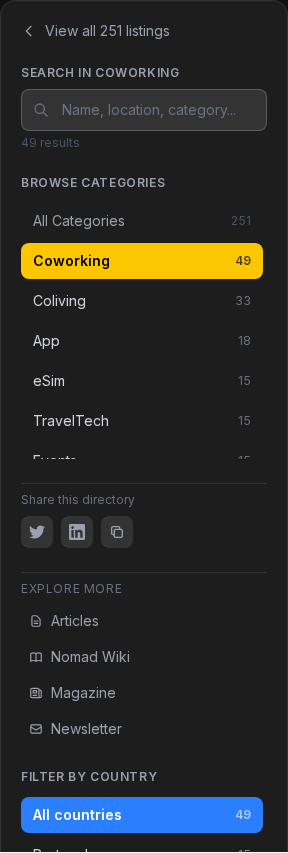 View all 251 listings
SEARCH IN COWORKING
Name, location, category...
49 results
BROWSE CATEGORIES
All Categories 251
Coworking 49
Coliving 33
App 18
eSim 15
TravelTech 15
Events 15
Share this directory
EXPLORE MORE
Articles
Nomad Wiki
Magazine
Newsletter
FILTER BY COUNTRY
All countries 49